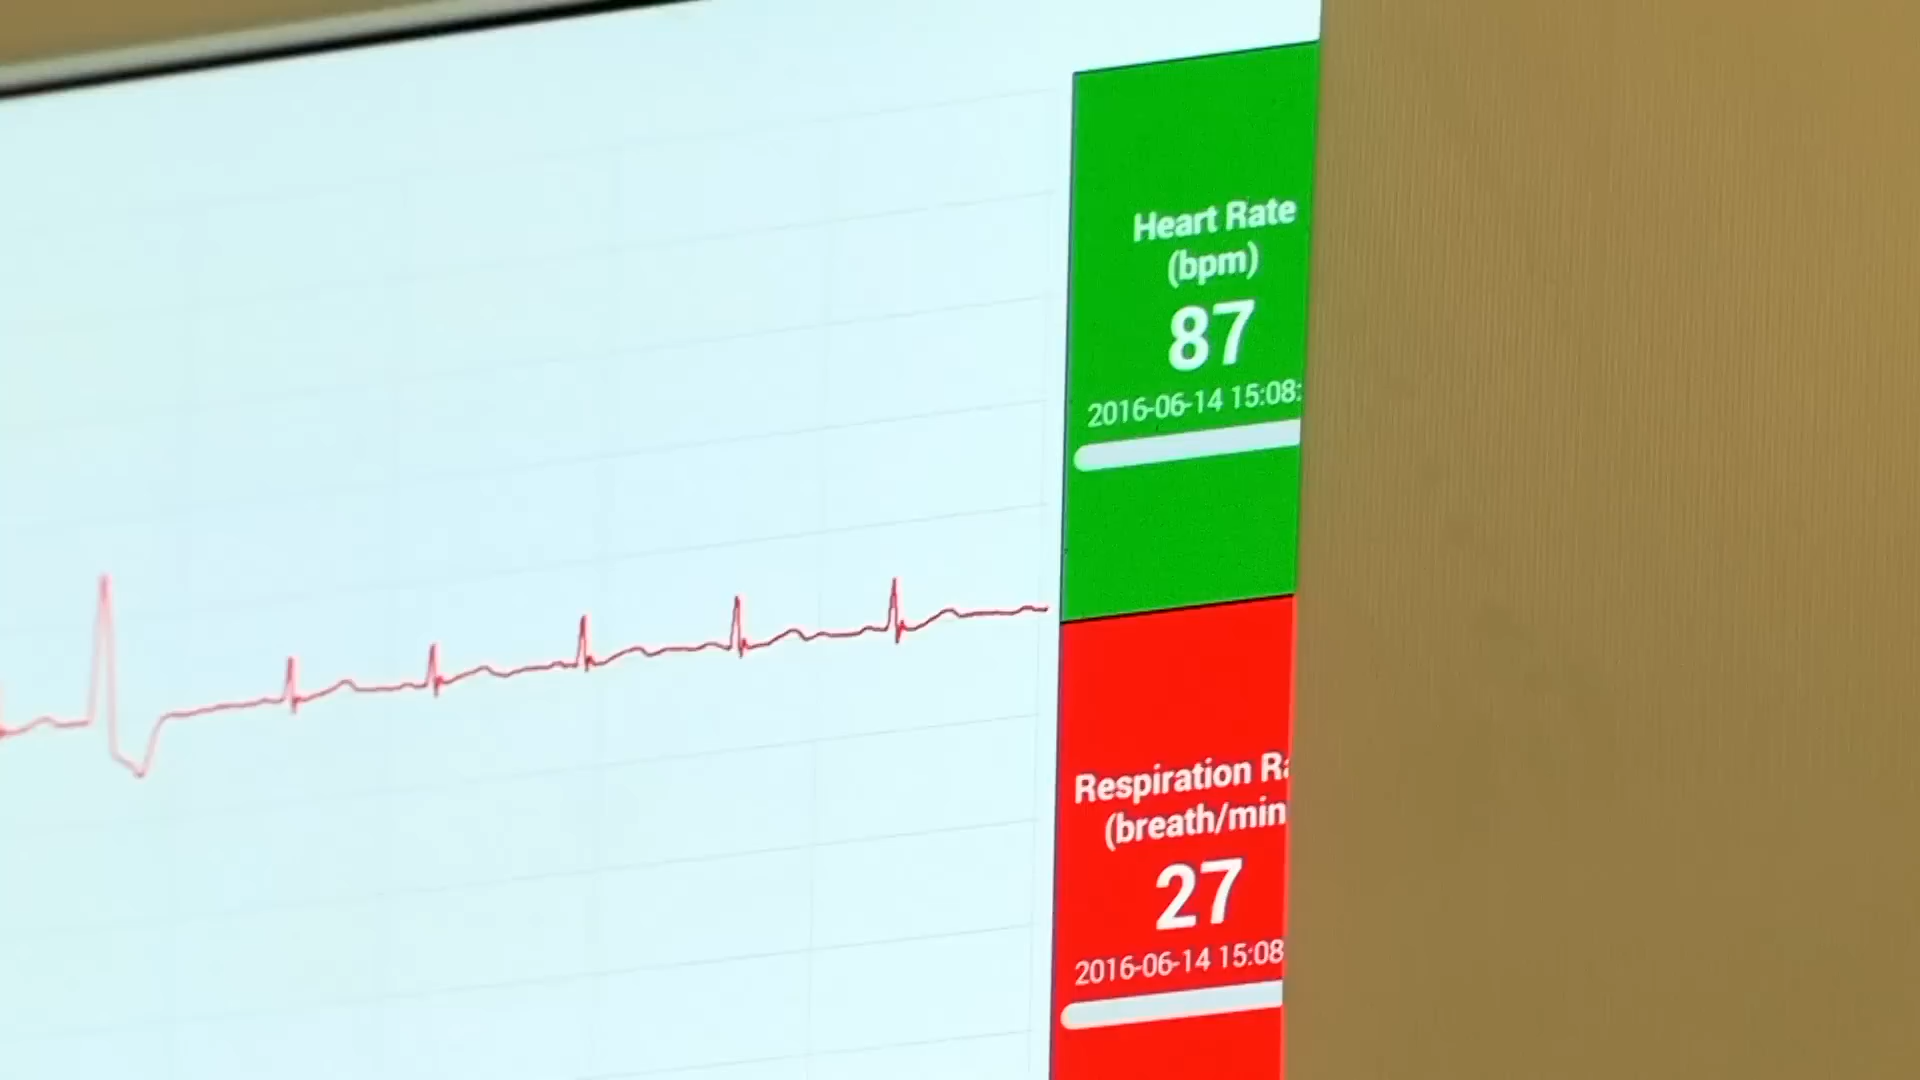 Heart Rate
(bpm)
87
2016-06-14 15:08:
Respiration
(breath/min
27
2016-06-14 15:08